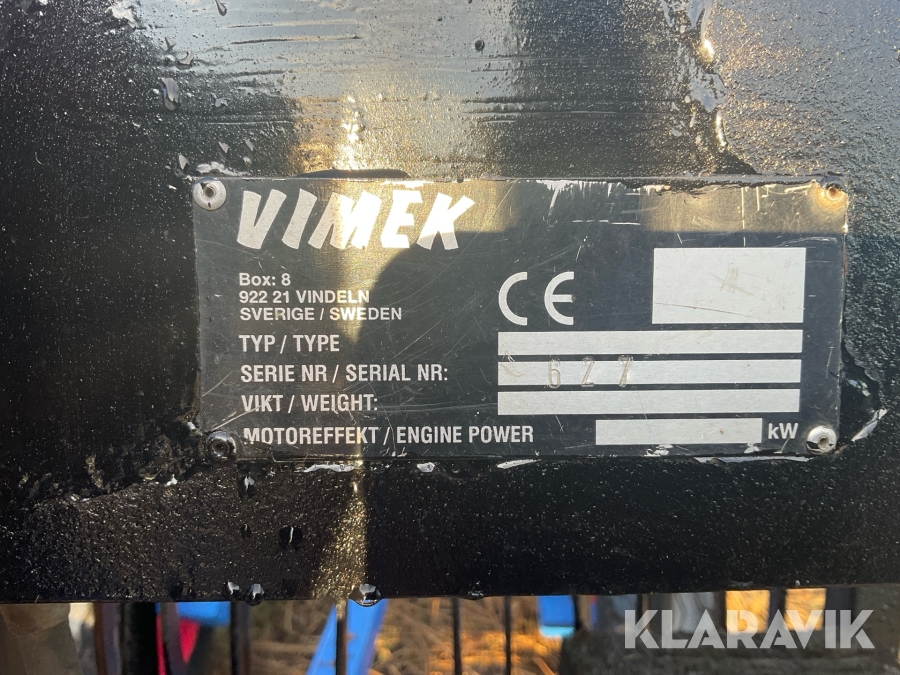 VIMEK
Box: 8
922 21 VINDELN
SVERIGE / SWEDEN
CE
TYP / TYPE
SERIE NR / SERIAL NR: 627
VIKT / WEIGHT:
MOTOREFFEKT / ENGINE POWER kW
KLARAVIK